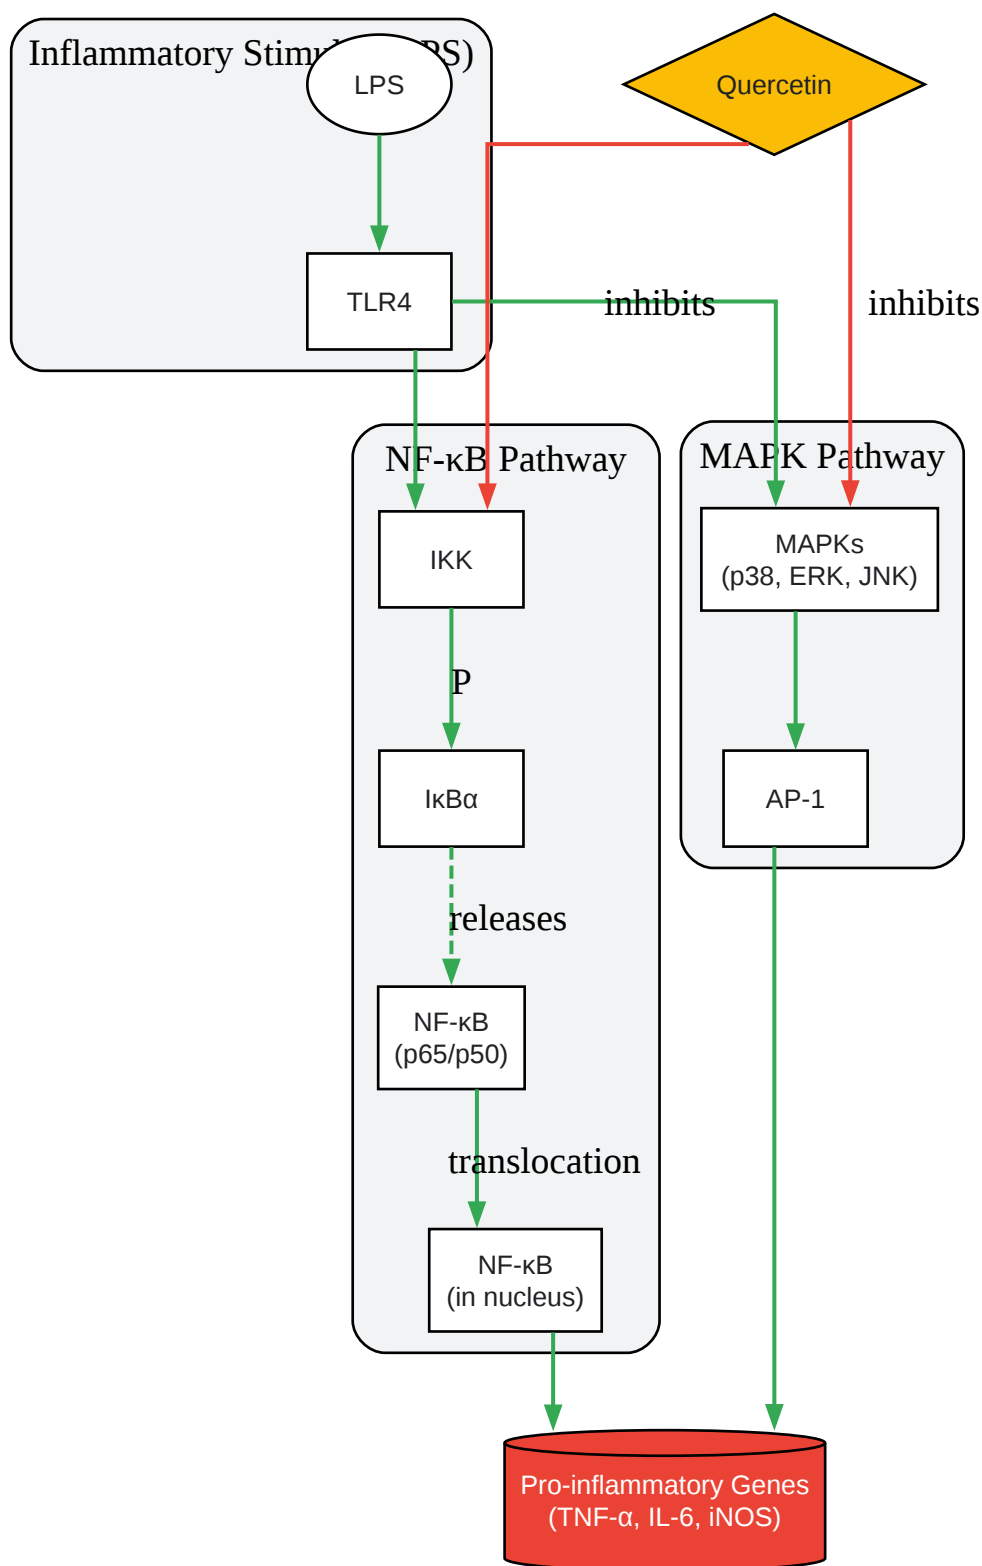 Inflammatory Stimu PS)
LPS
Quercetin
TLR4
inhibits
inhibits
NF-κB Pathway
MAPK Pathway
IKK
MAPKs
(p38, ERK, JNK)
P
IκBα
AP-1
releases
NF-κB
(p65/p50)
translocation
NF-κB
(in nucleus)
Pro-inflammatory Genes
(TNF-α, IL-6, iNOS)